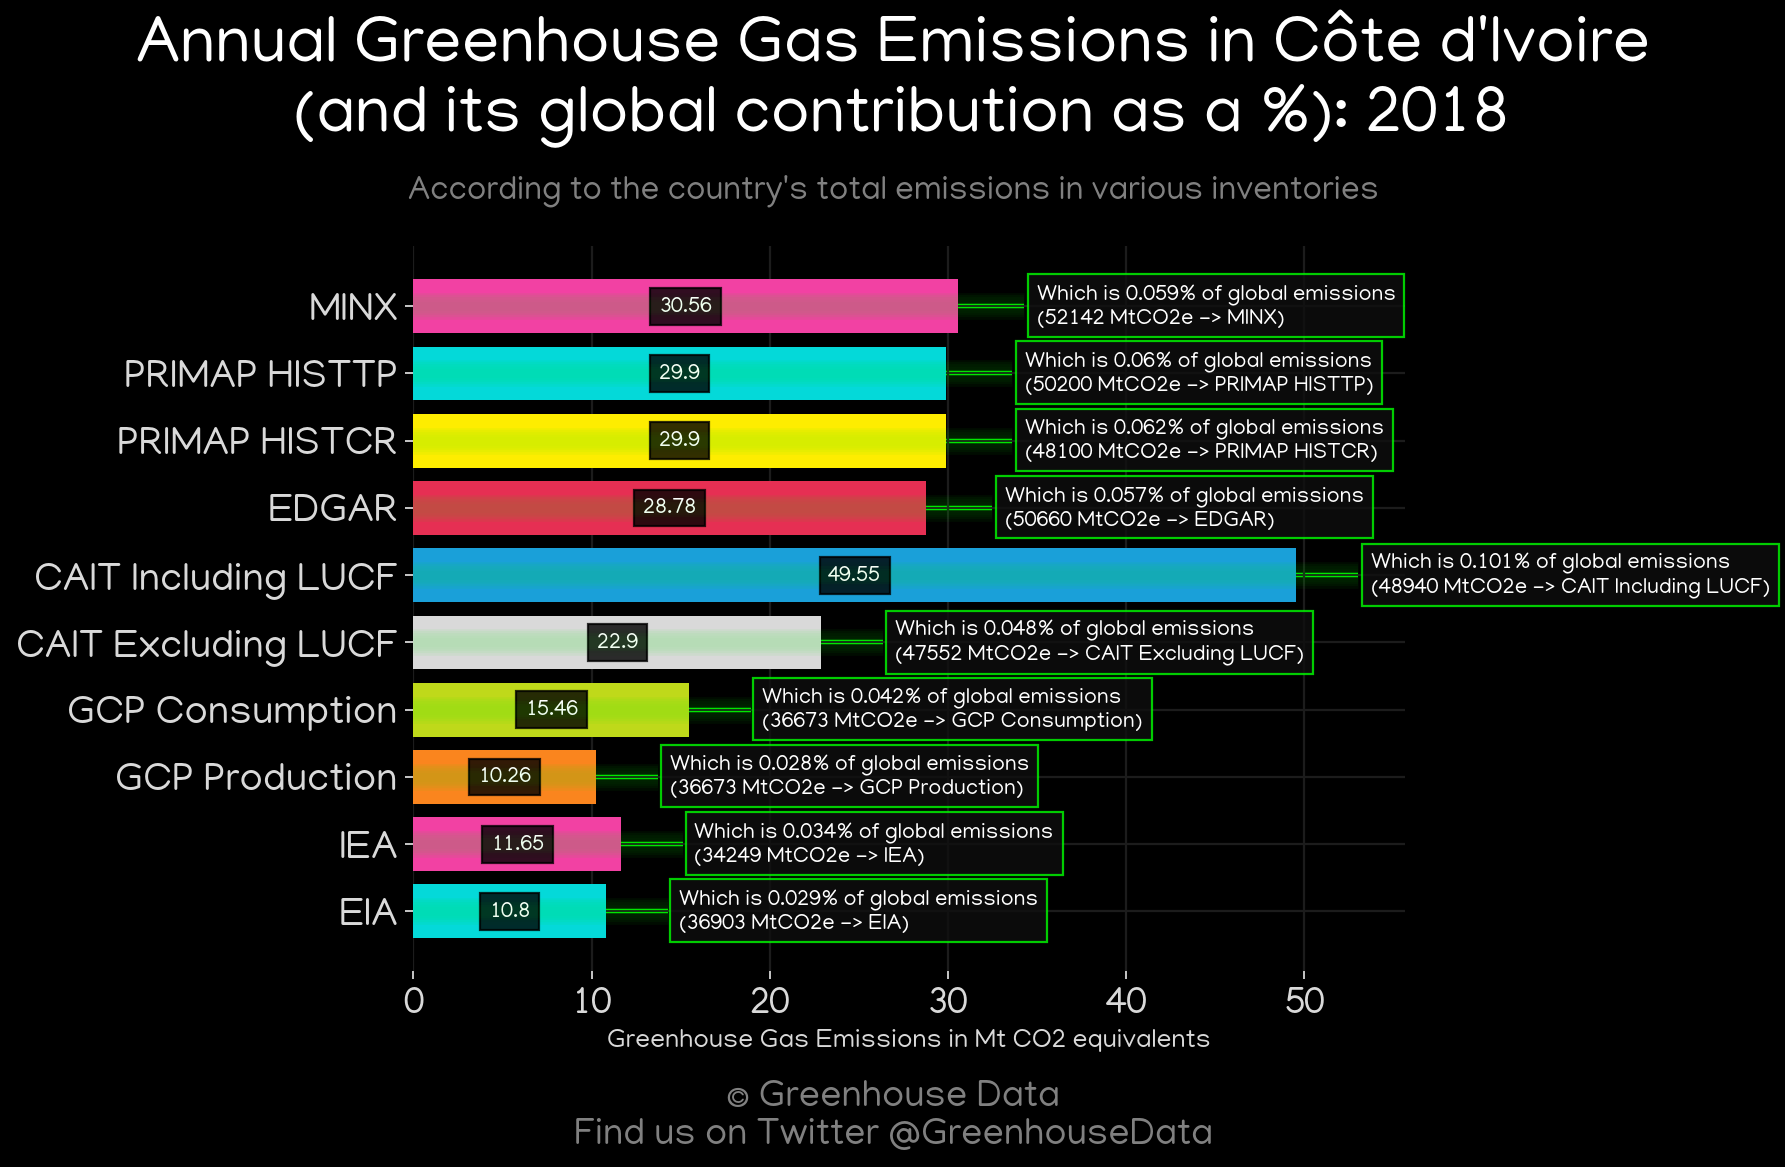 Annual Greenhouse Gas Emissions in Côte d'Ivoire
(and its global contribution as a %): 2018
According to the country's total emissions in various inventories
MINX
30.56
Which is 0.059% of global emissions
(52142 MtCO2e -> MINX)
PRIMAP HISTTP
29.9
Which is 0.06% of global emissions
(50200 MtCO2e -> PRIMAP HISTTP)
PRIMAP HISTCR
29.9
Which is 0.062% of global emissions
(48100 MtCO2e -> PRIMAP HISTCR)
EDGAR
28.78
Which is 0.057% of global emissions
(50660 MtCO2e -> EDGAR)
CAIT Including LUCF
49.55
Which is 0.101% of global emissions
(48940 MtCO2e -> CAIT Including LUCF)
CAIT Excluding LUCF
22.9
Which is 0.048% of global emissions
(47552 MtCO2e -> CAIT Excluding LUCF)
GCP Consumption
15.46
Which is 0.042% of global emissions
(36673 MtCO2e -> GCP Consumption)
GCP Production
10.26
Which is 0.028% of global emissions
(36673 MtCO2e -> GCP Production)
IEA
11.65
Which is 0.034% of global emissions
(34249 MtCO2e -> IEA)
EIA
10.8
Which is 0.029% of global emissions
(36903 MtCO2e -> EIA)
0 10 20 30 40 50
Greenhouse Gas Emissions in Mt CO2 equivalents
© Greenhouse Data
Find us on Twitter @GreenhouseData